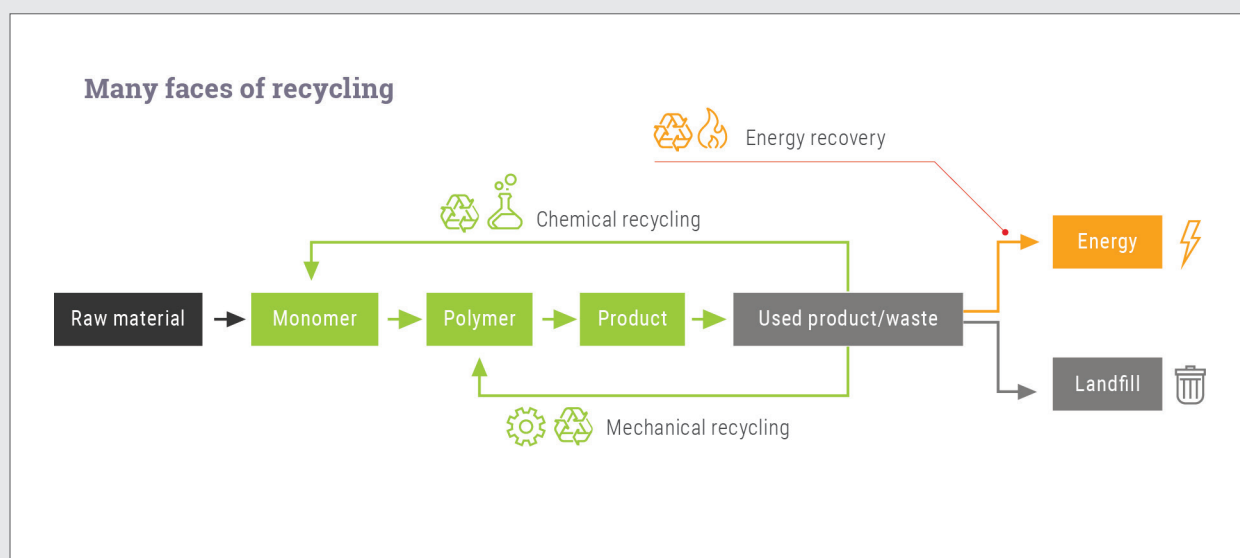 Many faces of recycling
Energy recovery
Chemical recycling
Energy
Raw material
Monomer
Polymer
Product
Used product/waste
Landfill
Mechanical recycling